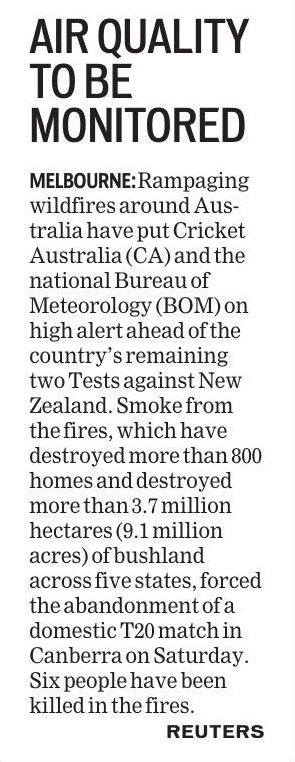 AIR QUALITY
TO BE
MONITORED
MELBOURNE: Rampaging
wildfires around Aus-
tralia have put Cricket
Australia (CA) and the
national Bureau of
Meteorology (BOM) on
high alert ahead of the
country's remaining
two Tests against New
Zealand. Smoke from
the fires, which have
destroyed more than 800
homes and destroyed
more than 3.7 million
hectares (9.1 million
acres) of bushland
across five states, forced
the abandonment of a
domestic T20 match in
Canberra on Saturday.
Six people have been
killed in the fires.
REUTERS